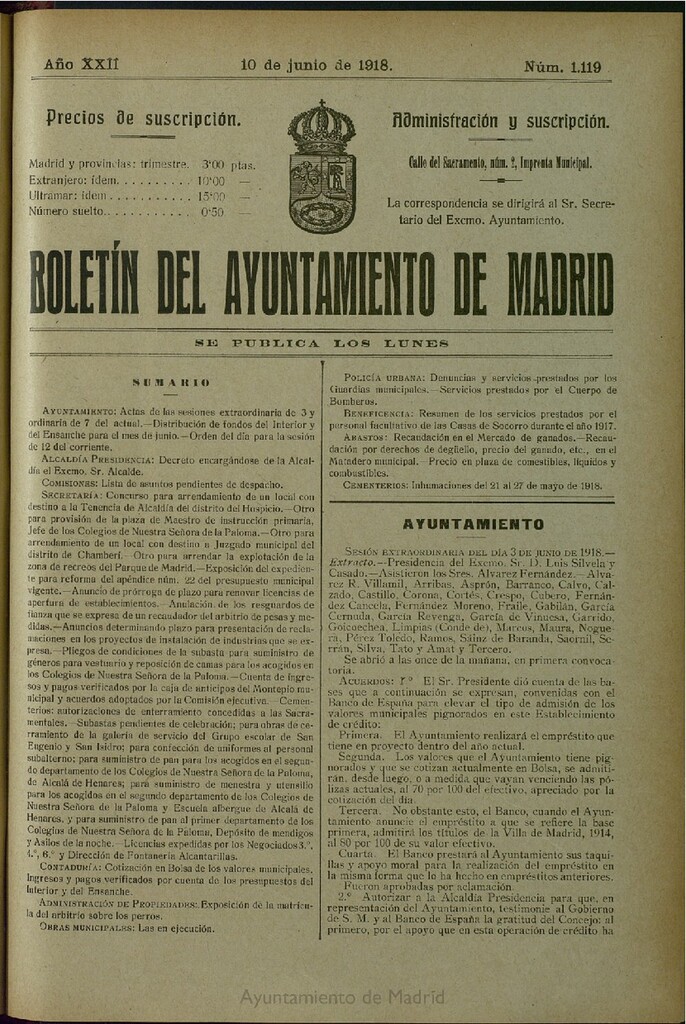 Año XXII
10 de junio de 1918.
Núm. 1.119
Precios de suscripción.
Madrid y provincias: trimestre. 3'00 ptas.
Extranjero: ídem. . . . . . . . . . 10'00 —
Ultramar: ídem . . . . . . . . . . . 15'00 —
Número suelto. . . . . . . . . . . . 0'50 —
Administración y suscripción.
Calle del Sacramento, núm. 2, Imprenta Municipal.
La correspondencia se dirigirá al Sr. Secre-
tario del Excmo. Ayuntamiento.
BOLETÍN DEL AYUNTAMIENTO DE MADRID
SE PUBLICA LOS LUNES
SUMARIO
AYUNTAMIENTO: Actas de las sesiones extraordinaria de 3 y
ordinaria de 7 del actual.—Distribución de fondos del Interior y
del Ensanche para el mes de junio.—Orden del día para la sesión
de 12 del corriente.
ALCALDÍA PRESIDENCIA: Decreto encargándose de la Alcal-
día el Excmo. Sr. Alcalde.
COMISIONES: Lista de asuntos pendientes de despacho.
SECRETARÍA: Concurso para arrendamiento de un local con
destino a la Tenencia de Alcaldía del distrito del Hospicio.—Otro
para provisión de la plaza de Maestro de instrucción primaria,
Jefe de los Colegios de Nuestra Señora de la Paloma.—Otro para
arrendamiento de un local con destino a Juzgado municipal del
distrito de Chamberí.—Otro para arrendar la explotación de la
zona de recreos del Parque de Madrid.—Exposición del expedien-
te para reforma del apéndice núm. 22 del presupuesto municipal
vigente.—Anuncio de prórroga de plazo para renovar licencias de
apertura de establecimientos.—Anulación de los resguardos de
fianza que se expresa de un recaudador del arbitrio de pesas y me-
didas.—Anuncios determinando plazo para presentación de recla-
maciones en los proyectos de instalación de industrias que se ex-
presa.—Pliegos de condiciones de la subasta para suministro de
géneros para vestuario y reposición de camas para los acogidos en
los Colegios de Nuestra Señora de la Paloma.—Cuenta de ingre-
sos y pagos verificados por la caja de anticipos del Montepío mu-
nicipal y acuerdos adoptados por la Comisión ejecutiva.—Cemen-
terios: autorizaciones de enterramiento concedidas a las Sacra-
mentales.—Subastas pendientes de celebración; para obras de ce-
rramiento de la galería de servicio del Grupo escolar de San
Eugenio y San Isidro; para confección de uniformes al personal
subalterno; para suministro de pan para los acogidos en el segun-
do departamento de los Colegios de Nuestra Señora de la Paloma,
de Alcalá de Henares; para suministro de menestra y utensilio
para los acogidos en el segundo departamento de los Colegios de
Nuestra Señora de la Paloma y Escuela albergue de Alcalá de
Henares, y para suministro de pan al primer departamento de los
Colegios de Nuestra Señora de la Paloma, Depósito de mendigos
y Asilos de la noche.—Licencias expedidas por los Negociados 3.º,
4.º, 6.º y Dirección de Fontanería Alcantarillas.
CONTADURÍA: Cotización en Bolsa de los valores municipales.
Ingresos y pagos verificados por cuenta de los presupuestos del
Interior y del Ensanche.
ADMINISTRACIÓN DE PROPIEDADES: Exposición de la matrícu-
la del arbitrio sobre los perros.
OBRAS MUNICIPALES: Las en ejecución.
POLICÍA URBANA: Denuncias y servicios prestados por los
Guardias municipales.—Servicios prestados por el Cuerpo de
Bomberos.
BENEFICENCIA: Resumen de los servicios prestados por el
personal facultativo de las Casas de Socorro durante el año 1917.
ABASTOS: Recaudación en el Mercado de ganados.—Recau-
dación por derechos de degüello, precio del ganado, etc., en el
Matadero municipal.—Precio en plaza de comestibles, líquidos y
combustibles.
CEMENTERIOS: Inhumaciones del 21 al 27 de mayo de 1918.
AYUNTAMIENTO
SESIÓN EXTRAORDINARIA DEL DÍA 3 DE JUNIO DE 1918.—
Extracto.—Presidencia del Excmo. Sr. D. Luis Silvela y
Casado.—Asistieron los Sres. Alvarez Fernández.—Alva-
rez R. Villamil, Arribas, Asprón, Barranco, Calvo, Cal-
zado, Castillo, Corona, Cortés, Crespo, Cubero, Fernán-
dez Cancela, Fernández Moreno, Fraile, Gabilán, García
Cernuda, García Revenga, García de Vinuesa, Garrido,
Goicoechea, Limpias (Conde de), Marcos, Maura, Nogue-
ra, Pérez Toledo, Ramos, Sáinz de Baranda, Saornil, Se-
rrán, Silva, Tato y Amat y Tercero.
Se abrió a las once de la mañana, en primera convoca-
toria.
ACUERDOS: 1.º El Sr. Presidente dió cuenta de las ba-
ses que a continuación se expresan, convenidas con el
Banco de España para elevar el tipo de admisión de los
valores municipales pignorados en este Establecimiento
de crédito:
Primera. El Ayuntamiento realizará el empréstito que
tiene en proyecto dentro del año actual.
Segunda. Los valores que el Ayuntamiento tiene pig-
norados y que se cotizan actualmente en Bolsa, se admiti-
rán, desde luego, o a medida que vayan venciendo las pó-
lizas actuales, al 70 por 100 del efectivo, apreciado por la
cotización del día.
Tercera. No obstante esto, el Banco, cuando el Ayun-
tamiento anuncie el empréstito a que se refiere la base
primera, admitirá los títulos de la Villa de Madrid, 1914,
al 80 por 100 de su valor efectivo.
Cuarta. El Banco prestará al Ayuntamiento sus taqui-
llas y apoyo moral para la realización del empréstito en
la misma forma que lo ha hecho en empréstitos anteriores.
Fueron aprobadas por aclamación.
2.º Autorizar a la Alcaldía Presidencia para que, en
representación del Ayuntamiento, testimonie al Gobierno
de S. M. y al Banco de España la gratitud del Concejo: al
primero, por el apoyo que en esta operación de crédito ha
Ayuntamiento de Madrid